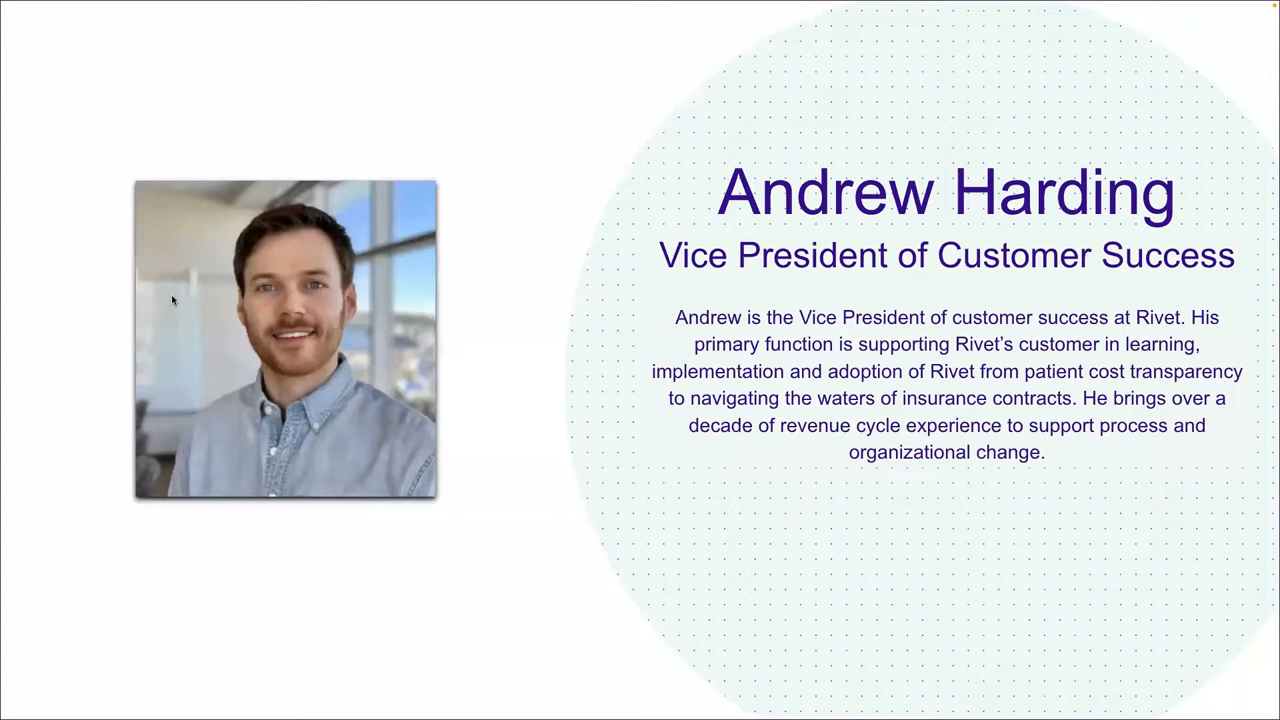 Andrew Harding
Vice President of Customer Success
Andrew is the Vice President of customer success at Rivet. His
primary function is supporting Rivet’s customer in learning,
implementation and adoption of Rivet from patient cost transparency
to navigating the waters of insurance contracts. He brings over a
decade of revenue cycle experience to support process and
organizational change.